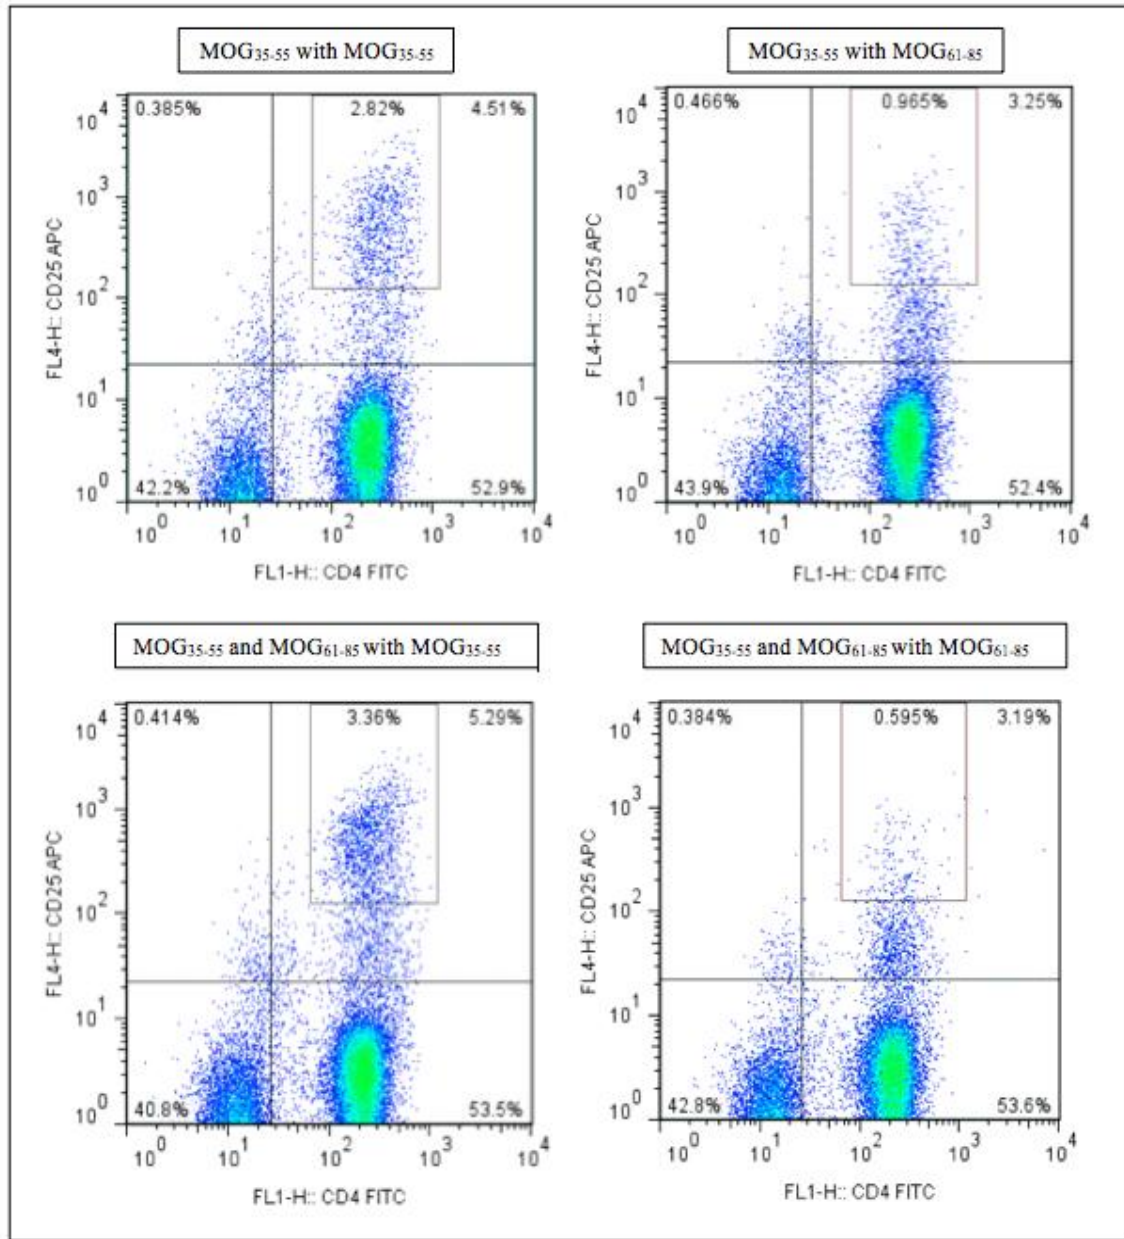 MOG35-55 with MOG35-55
0.385% 2.82% 4.51%
10^4
10^3
10^2
10^1
10^0
FL4-H:: CD25 APC
42.2% 52.9%
10^0 10^1 10^2 10^3 10^4
FL1-H:: CD4 FITC
MOG35-55 with MOG61-85
0.466% 0.965% 3.25%
10^4
10^3
10^2
10^1
10^0
FL4-H:: CD25 APC
43.9% 52.4%
10^0 10^1 10^2 10^3 10^4
FL1-H:: CD4 FITC
MOG35-55 and MOG61-85 with MOG35-55
0.414% 3.36% 5.29%
10^4
10^3
10^2
10^1
10^0
FL4-H:: CD25 APC
40.8% 53.5%
10^0 10^1 10^2 10^3 10^4
FL1-H:: CD4 FITC
MOG35-55 and MOG61-85 with MOG61-85
0.384% 0.595% 3.19%
10^4
10^3
10^2
10^1
10^0
FL4-H:: CD25 APC
42.8% 53.6%
10^0 10^1 10^2 10^3 10^4
FL1-H:: CD4 FITC